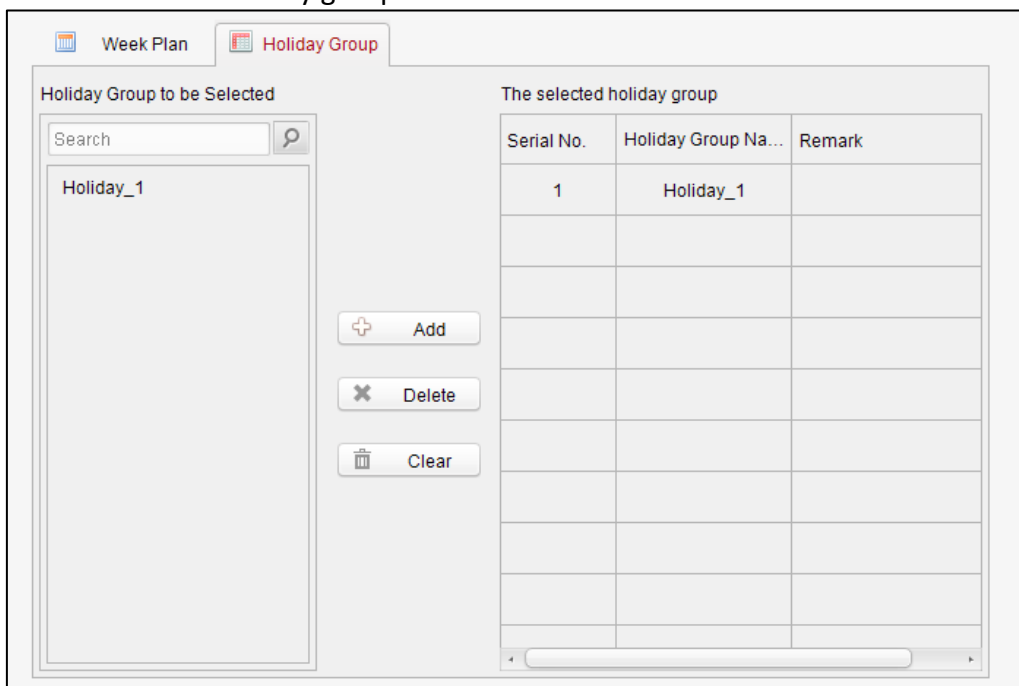 Week Plan
Holiday Group
Holiday Group to be Selected
Search
Holiday_1
Add
Delete
Clear
The selected holiday group
Serial No. Holiday Group Na... Remark
1 Holiday_1